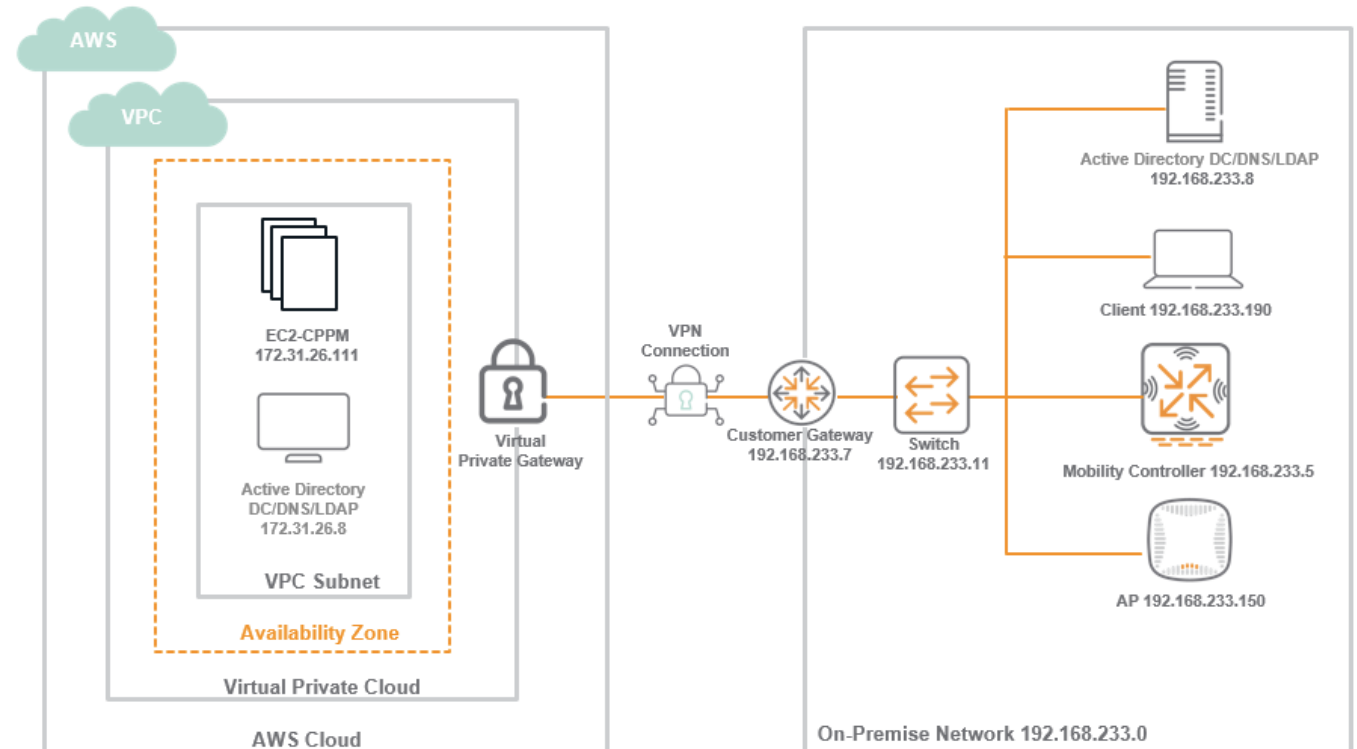 AWS
VPC
EC2-CPPM
172.31.26.111
Active Directory
DC/DNS/LDAP
172.31.26.8
VPC Subnet
Availability Zone
Virtual Private Cloud
AWS Cloud
Virtual
Private Gateway
VPN
Connection
Customer Gateway
192.168.233.7
Switch
192.168.233.11
Active Directory DC/DNS/LDAP
192.168.233.8
Client 192.168.233.190
Mobility Controller 192.168.233.5
AP 192.168.233.150
On-Premise Network 192.168.233.0